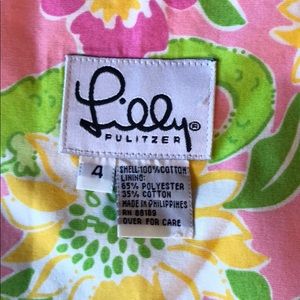 Lilly®
PULITZER
4
SHELL:100%COTTON
LINING:
65% POLYESTER
35% COTTON
MADE IN PHILIPPINES
RN 88189
OVER FOR CARE